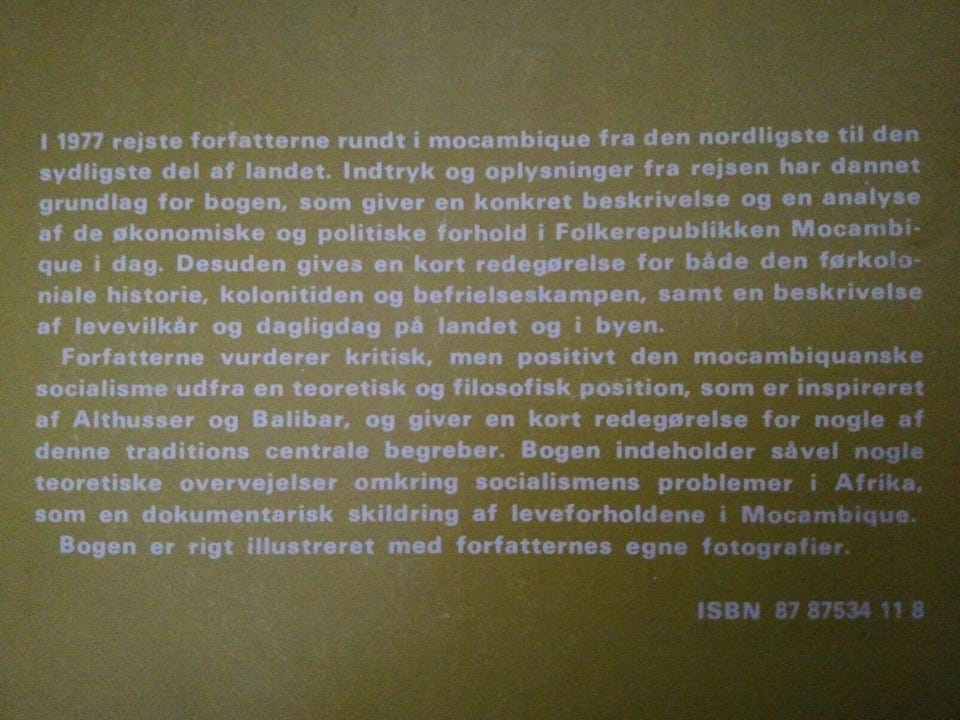 I 1977 rejste forfatterne rundt i mocambique fra den nordligste til den
sydligste del af landet. Indtryk og oplysninger fra rejsen har dannet
grundlag for bogen, som giver en konkret beskrivelse og en analyse
af de økonomiske og politiske forhold i Folkerepublikken Mocambi-
que i dag. Desuden gives en kort redegørelse for både den førkolo-
niale historie, kolonitiden og befrielseskampen, samt en beskrivelse
af levevilkår og dagligdag på landet og i byen.
Forfatterne vurderer kritisk, men positivt den mocambiquanske
socialisme udfra en teoretisk og filosofisk position, som er inspireret
af Althusser og Balibar, og giver en kort redegørelse for nogle af
denne traditions centrale begreber. Bogen indeholder såvel nogle
teoretiske overvejelser omkring socialismens problemer i Afrika,
som en dokumentarisk skildring af leveforholdene i Mocambique.
Bogen er rigt illustreret med forfatternes egne fotografier.
ISBN 87 87534 11 8